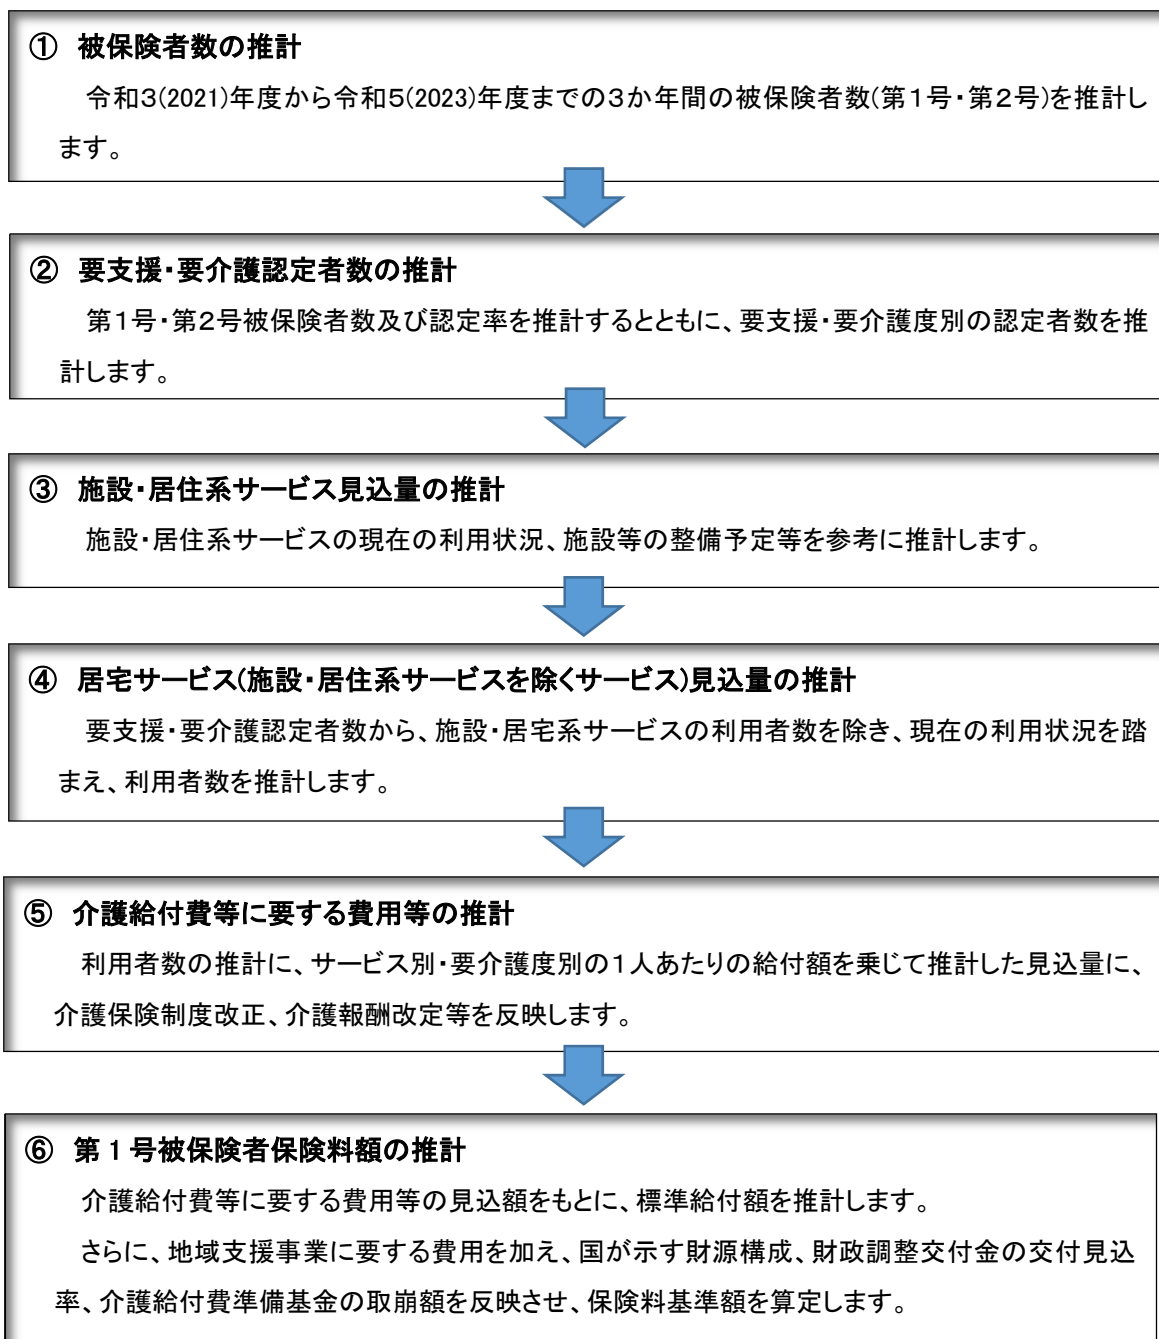 ① 被保険者数の推計
令和3(2021)年度から令和5(2023)年度までの3か年間の被保険者数(第1号・第2号)を推計し
ます。
② 要支援・要介護認定者数の推計
第1号・第2号被保険者数及び認定率を推計するとともに、要支援・要介護度別の認定者数を推
計します。
③ 施設・居住系サービス見込量の推計
施設・居住系サービスの現在の利用状況、施設等の整備予定等を参考に推計します。
④ 居宅サービス(施設・居住系サービスを除くサービス)見込量の推計
要支援・要介護認定者数から、施設・居宅系サービスの利用者数を除き、現在の利用状況を踏
まえ、利用者数を推計します。
⑤ 介護給付費等に要する費用等の推計
利用者数の推計に、サービス別・要介護度別の1人あたりの給付額を乗じて推計した見込量に、
介護保険制度改正、介護報酬改定等を反映します。
⑥ 第1号被保険者保険料額の推計
介護給付費等に要する費用等の見込額をもとに、標準給付額を推計します。
さらに、地域支援事業に要する費用を加え、国が示す財源構成、財政調整交付金の交付見込
率、介護給付費準備基金の取崩額を反映させ、保険料基準額を算定します。